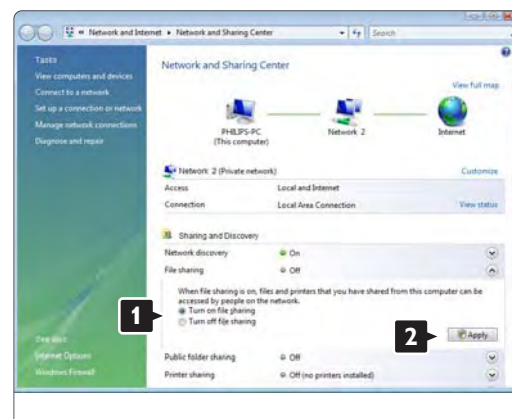 Network and Internet ▸ Network and Sharing Center
Search
Tasks
View computers and devices
Connect to a network
Set up a connection or network
Manage network connections
Diagnose and repair
See also
Internet Options
Windows Firewall
Network and Sharing Center
View full map
PHILIPS-PC
(This computer)
Network 2
Internet
Network 2 (Private network)
Customize
Access
Local and Internet
Connection
Local Area Connection
View status
Sharing and Discovery
Network discovery
On
File sharing
Off
When file sharing is on, files and printers that you have shared from this computer can be
accessed by people on the network.
1
Turn on file sharing
Turn off file sharing
2
Apply
Public folder sharing
Off
Printer sharing
Off (no printers installed)